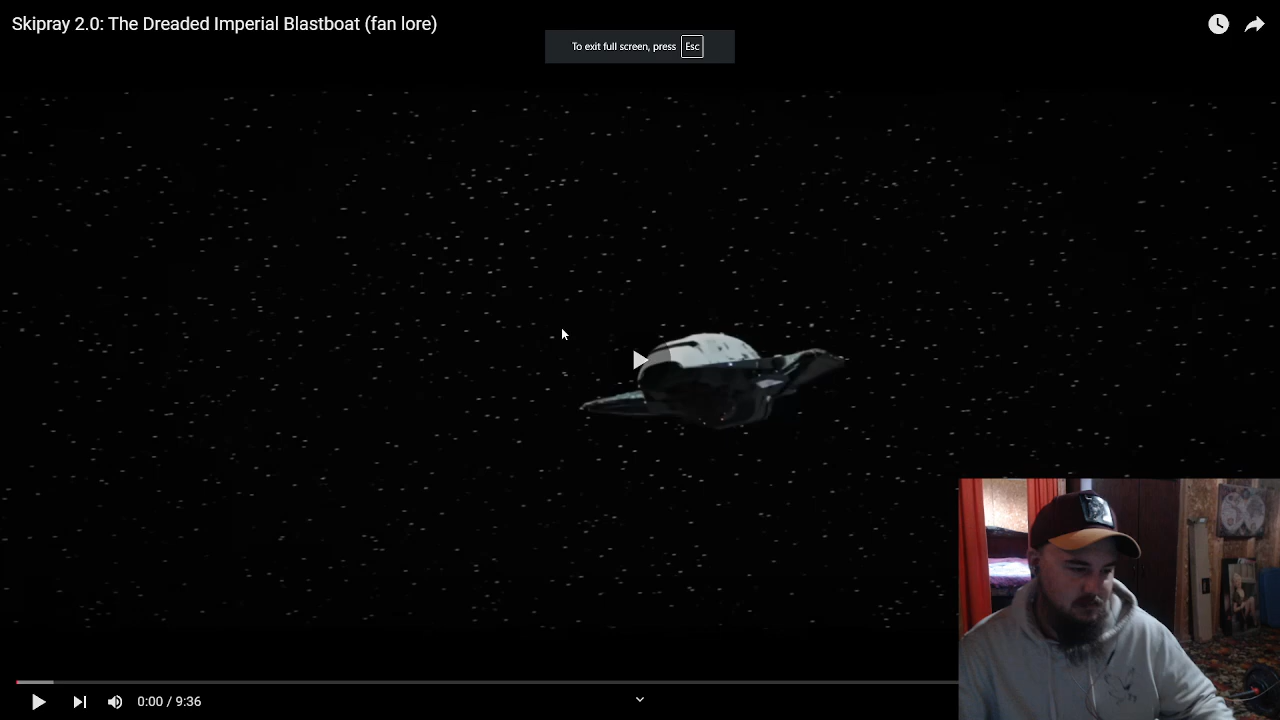 Skipray 2.0: The Dreaded Imperial Blastboat (fan lore)
To exit full screen, press Esc
0:00 / 9:36